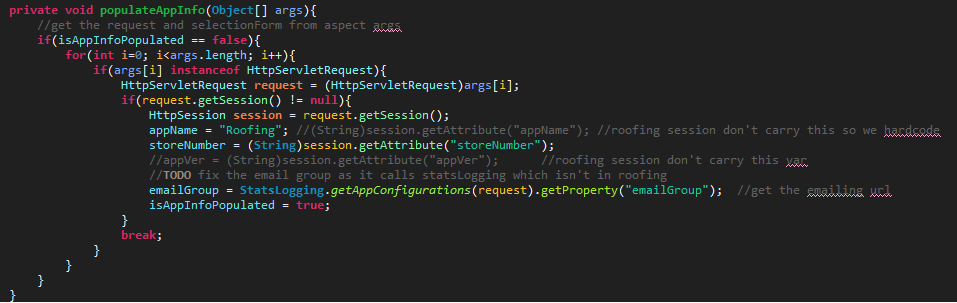 private void populateAppInfo(Object[] args){
    //get the request and selectionForm from aspect args
    if(isAppInfoPopulated == false){
        for(int i=0; i<args.length; i++){
            if(args[i] instanceof HttpServletRequest){
                HttpServletRequest request = (HttpServletRequest)args[i];
                if(request.getSession() != null){
                    HttpSession session = request.getSession();
                    appName = "Roofing"; //(String)session.getAttribute("appName"); //roofing session don't carry this so we hardcode
                    storeNumber = (String)session.getAttribute("storeNumber");
                    //appVer = (String)session.getAttribute("appVer");      //roofing session don't carry this var
                    //TODO fix the email group as it calls statsLogging which isn't in roofing
                    emailGroup = StatsLogging.getAppConfigurations(request).getProperty("emailGroup");  //get the emailing url
                    isAppInfoPopulated = true;
                }
                break;
            }
        }
    }
}